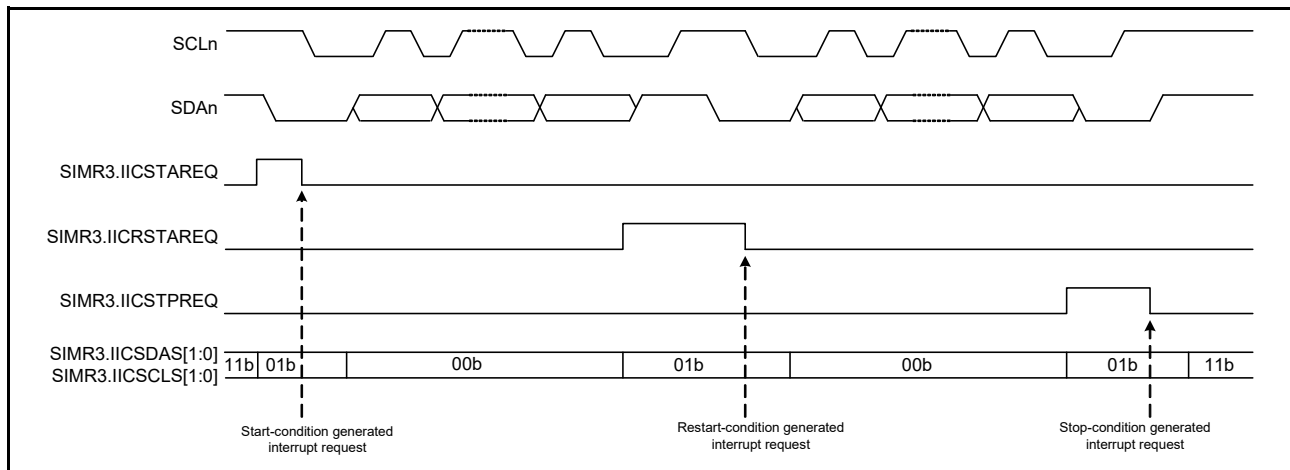 SCLn
SDAn
SIMR3.IICSTAREQ
SIMR3.IICRSTAREQ
SIMR3.IICSTPREQ
SIMR3.IICSDAS[1:0]
SIMR3.IICSCLS[1:0]
11b 01b 00b 01b 00b 01b 11b
Start-condition generated
interrupt request
Restart-condition generated
interrupt request
Stop-condition generated
interrupt request